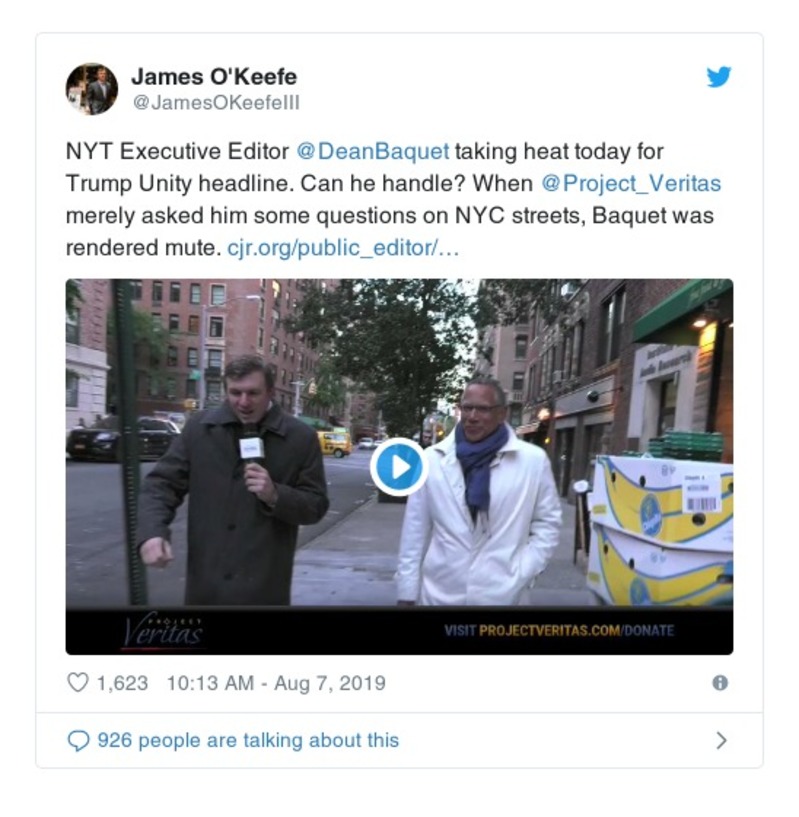 James O'Keefe
@JamesOKeefeIII
NYT Executive Editor @DeanBaquet taking heat today for
Trump Unity headline. Can he handle? When @Project_Veritas
merely asked him some questions on NYC streets, Baquet was
rendered mute. cjr.org/public_editor/…
PROJECT
Veritas
VISIT PROJECTVERITAS.COM/DONATE
1,623 10:13 AM - Aug 7, 2019
926 people are talking about this